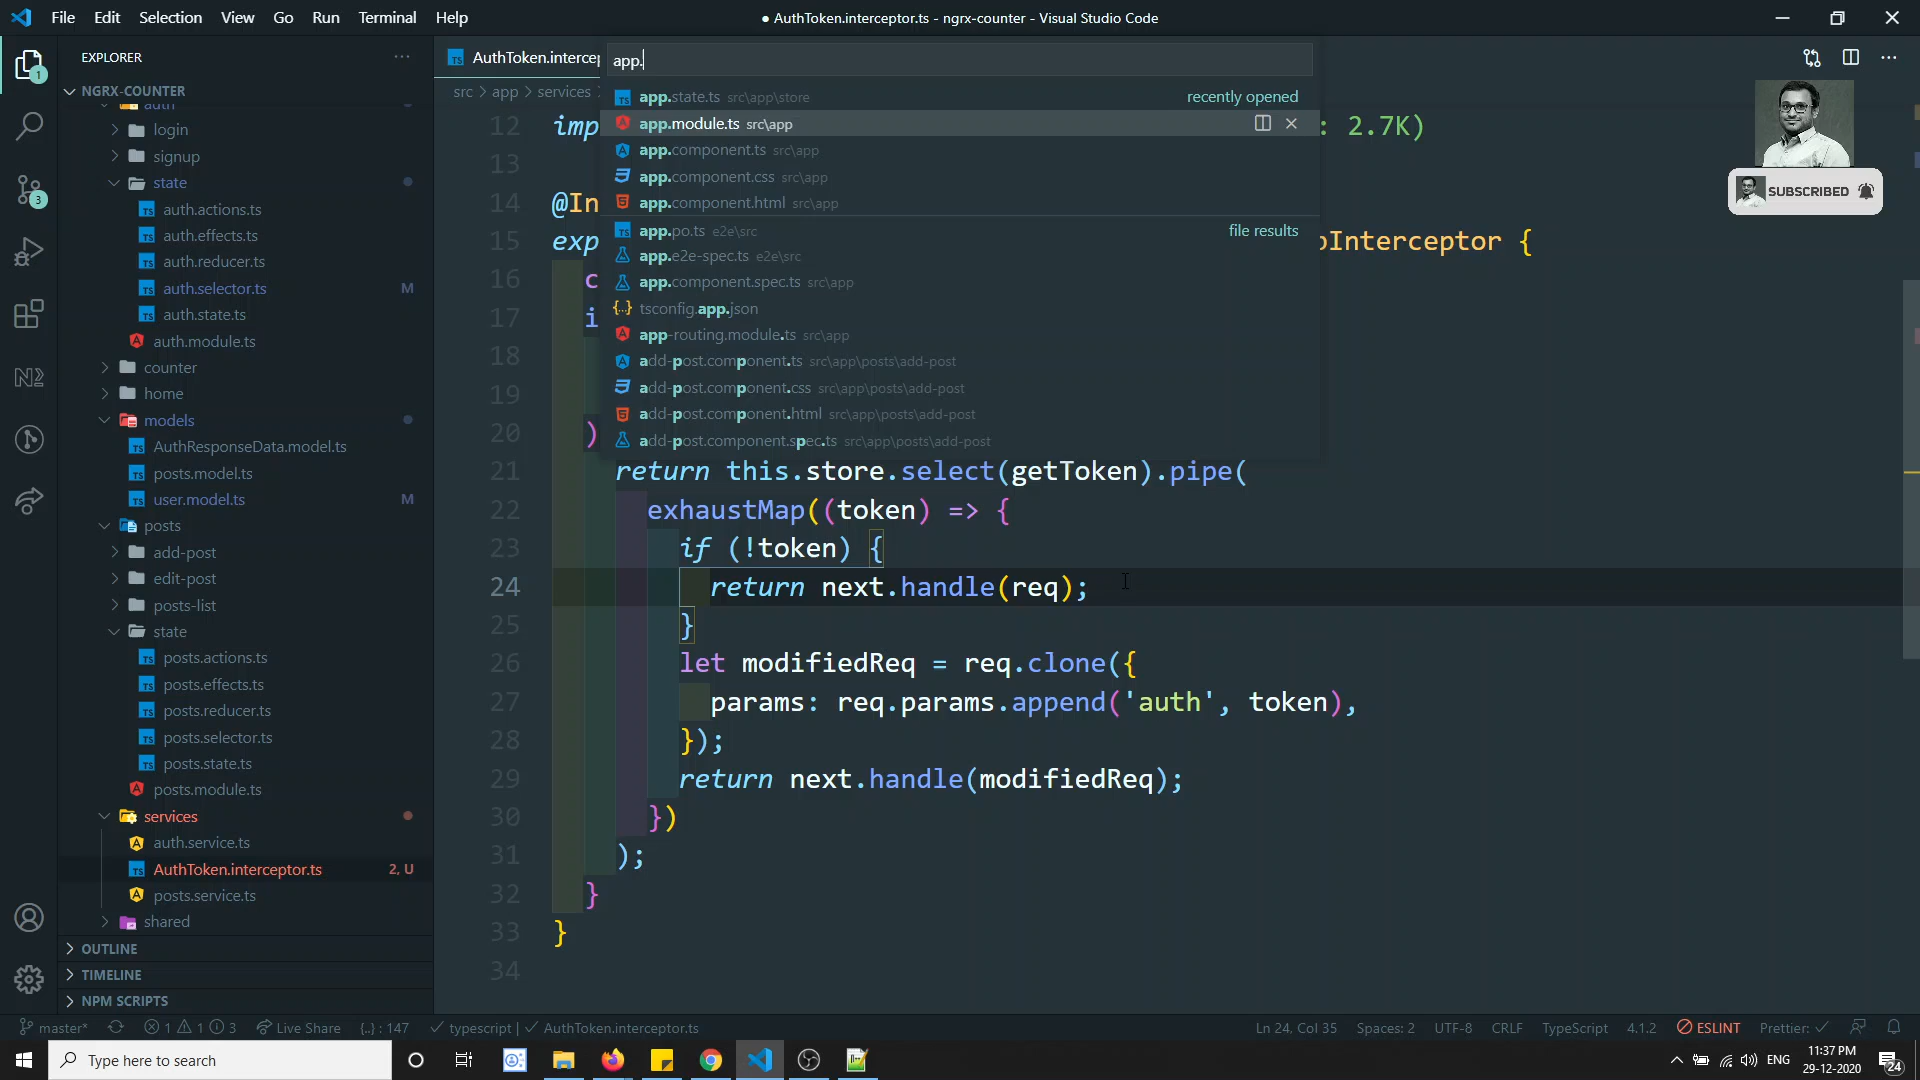 File Edit Selection View Go Run Terminal Help
● AuthToken.interceptor.ts - ngrx-counter - Visual Studio Code
EXPLORER
NGRX-COUNTER
auth
login
signup
state
auth.actions.ts
auth.effects.ts
auth.reducer.ts
auth.selector.ts M
auth.state.ts
auth.module.ts
counter
home
models
AuthResponseData.model.ts
posts.model.ts
user.model.ts M
posts
add-post
edit-post
posts-list
state
posts.actions.ts
posts.effects.ts
posts.reducer.ts
posts.selector.ts
posts.state.ts
posts.module.ts
services
auth.service.ts
AuthToken.interceptor.ts 2, U
posts.service.ts
shared
OUTLINE
TIMELINE
NPM SCRIPTS
AuthToken.intercep
src > app > services
app.
app.state.ts src\app\store recently opened
app.module.ts src\app
app.component.ts src\app
app.component.css src\app
app.component.html src\app
app.po.ts e2e\src file results
app.e2e-spec.ts e2e\src
app.component.spec.ts src\app
tsconfig.app.json
app-routing.module.ts src\app
add-post.component.ts src\app\posts\add-post
add-post.component.css src\app\posts\add-post
add-post.component.html src\app\posts\add-post
add-post.component.spec.ts src\app\posts\add-post
12 imp : 2.7K)
13
14 @In
15 exp pInterceptor {
16 c
17 i
18
19
20 )
21 return this.store.select(getToken).pipe(
22 exhaustMap((token) => {
23 if (!token) {
24 return next.handle(req);
25 }
26 let modifiedReq = req.clone({
27 params: req.params.append('auth', token),
28 });
29 return next.handle(modifiedReq);
30 })
31 );
32 }
33 }
34
SUBSCRIBED
master* 1 1 3 Live Share {..} : 147 typescript | AuthToken.interceptor.ts
Ln 24, Col 35 Spaces: 2 UTF-8 CRLF TypeScript 4.1.2 ESLINT Prettier: ✓
Type here to search
ENG
11:37 PM
29-12-2020
24